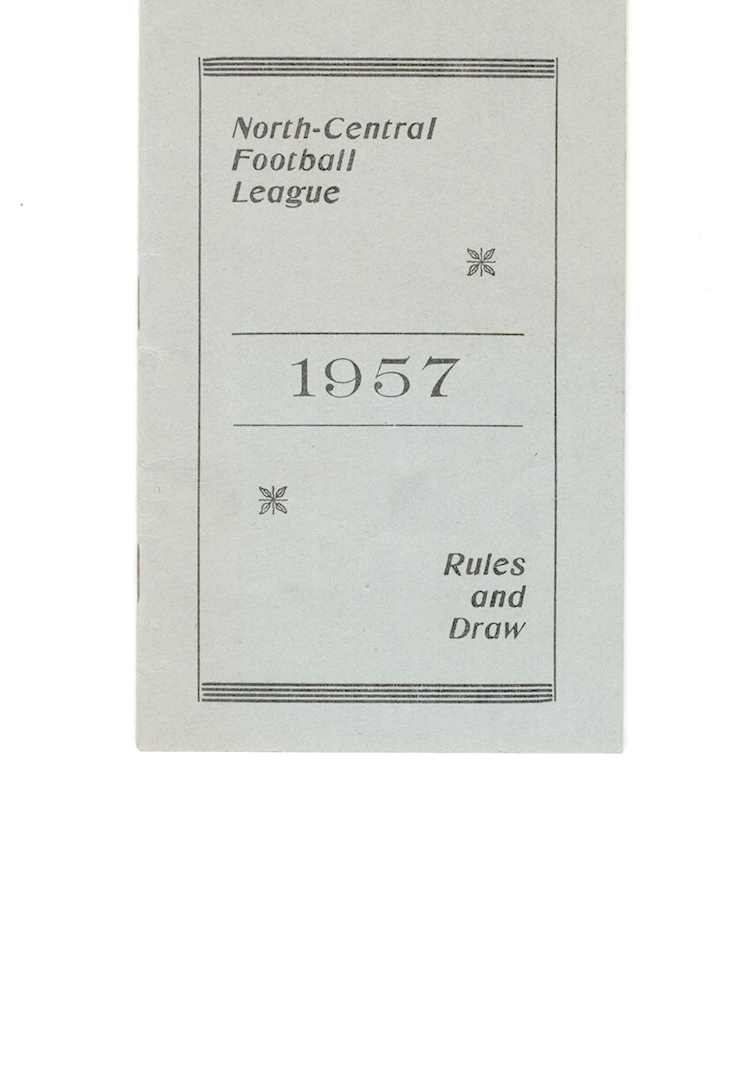 North-Central
Football
League
1957
Rules
and
Draw